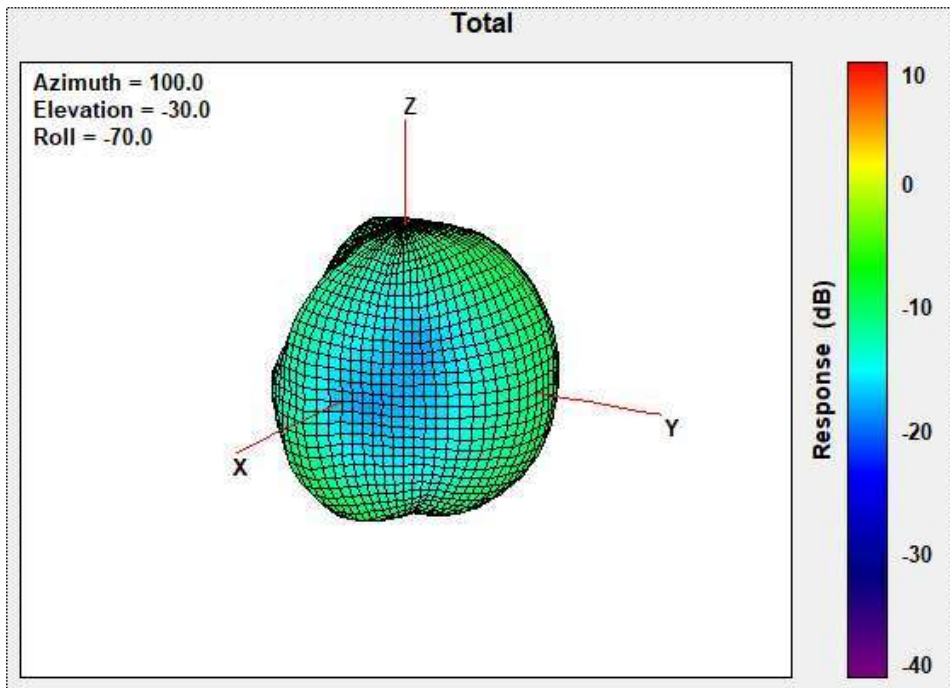 Total
Azimuth = 100.0
Elevation = -30.0
Roll = -70.0
Z
X
Y
10
0
-10
-20
-30
-40
Response (dB)